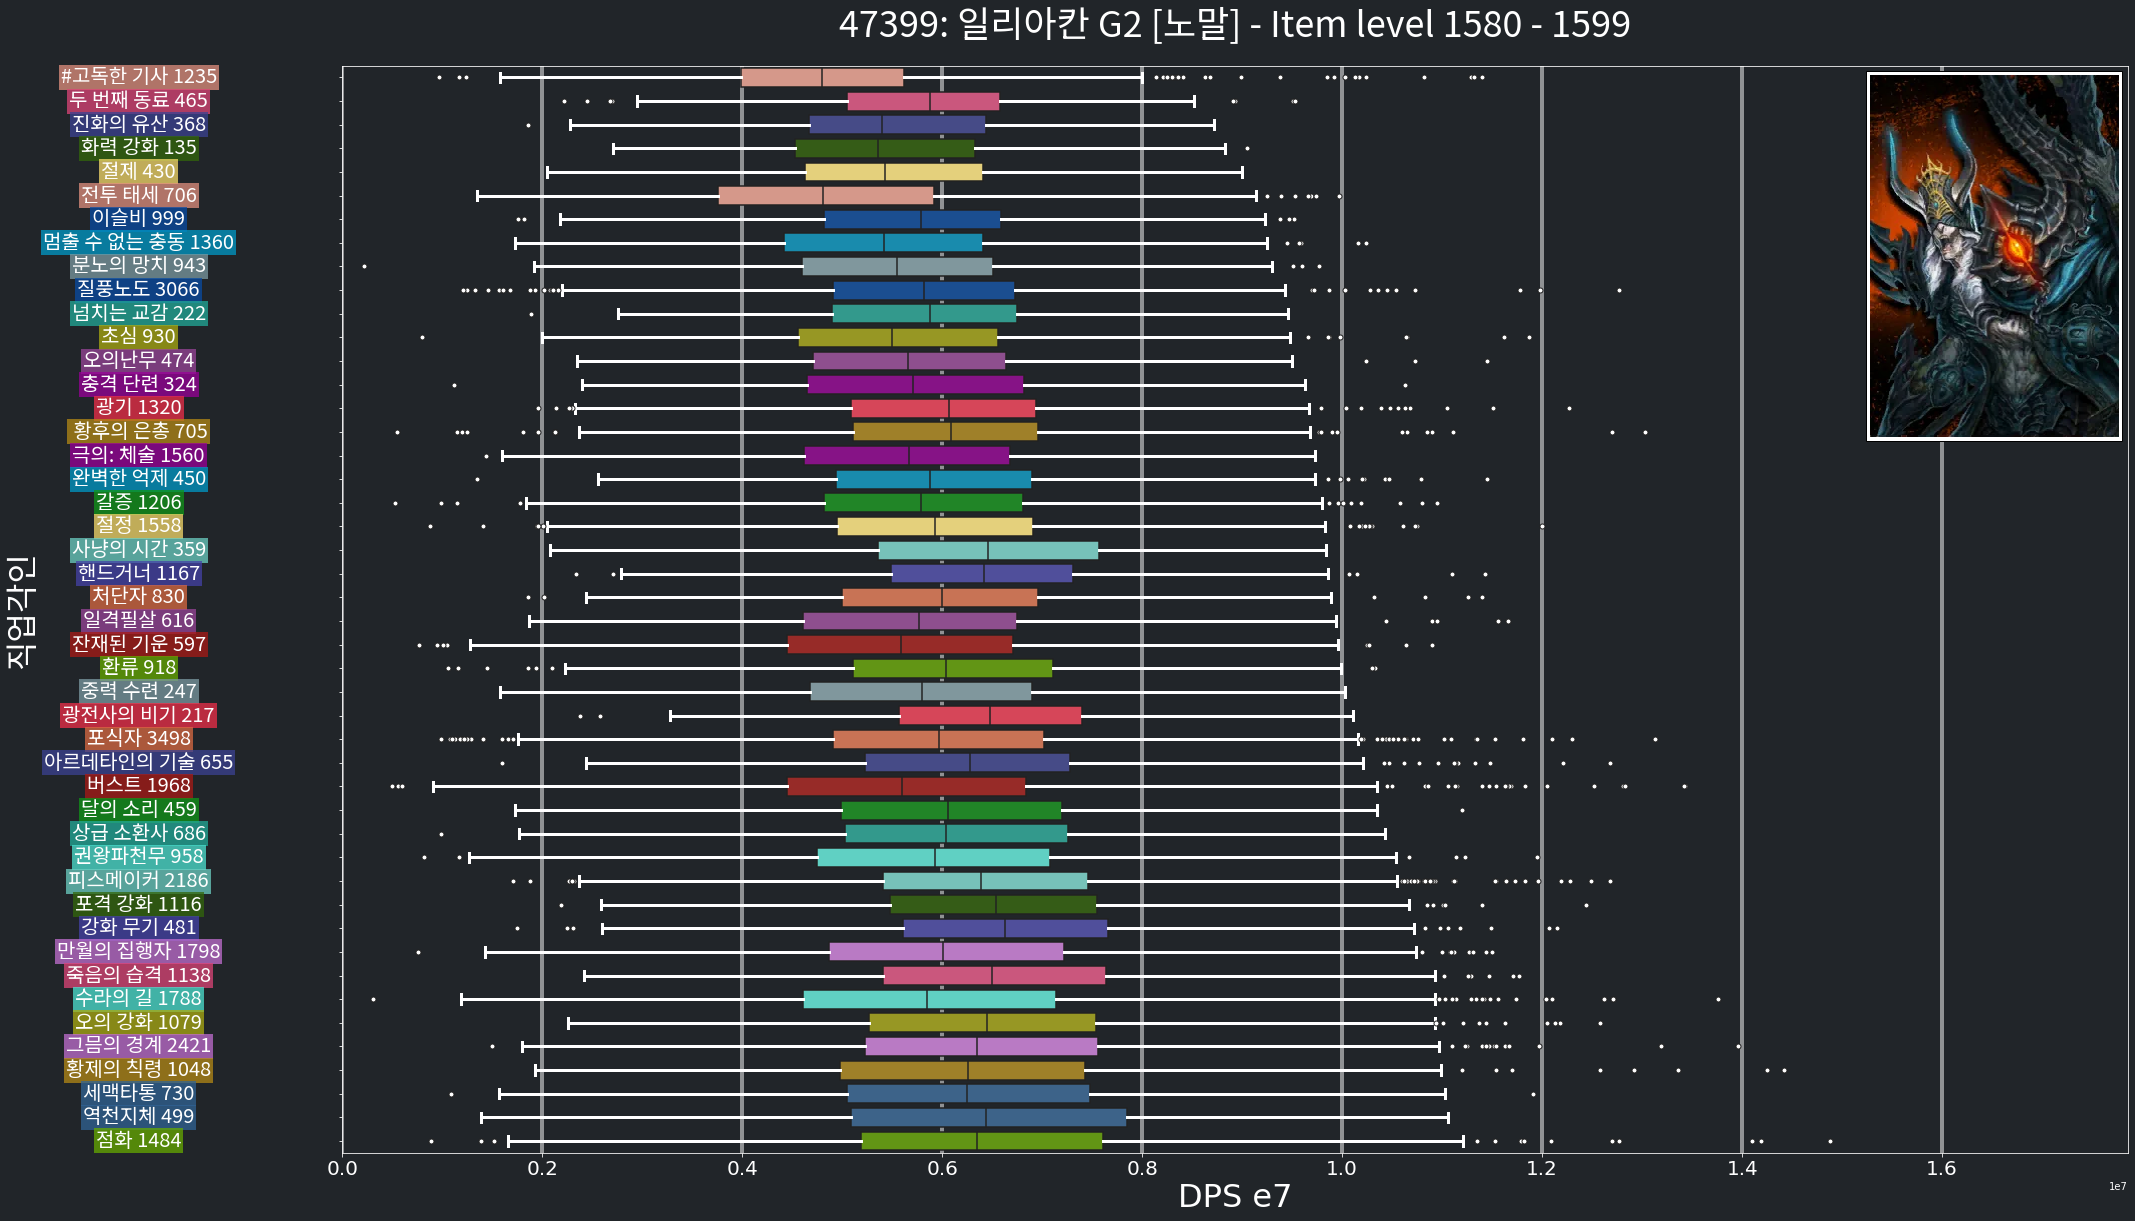 47399: 일리아칸 G2 [노말] - Item level 1580 - 1599
#고독한 기사 1235
두 번째 동료 465
진화의 유산 368
화력 강화 135
절제 430
전투 태세 706
이슬비 999
멈출 수 없는 충동 1360
분노의 망치 943
질풍노도 3066
넘치는 교감 222
초심 930
오의난무 474
충격 단련 324
광기 1320
황후의 은총 705
극의: 체술 1560
완벽한 억제 450
갈증 1206
절정 1558
사냥의 시간 359
핸드거너 1167
처단자 830
일격필살 616
잔재된 기운 597
환류 918
중력 수련 247
광전사의 비기 217
포식자 3498
아르데타인의 기술 655
버스트 1968
달의 소리 459
상급 소환사 686
권왕파천무 958
피스메이커 2186
포격 강화 1116
강화 무기 481
만월의 집행자 1798
죽음의 습격 1138
수라의 길 1788
오의 강화 1079
그믐의 경계 2421
황제의 칙령 1048
세맥타통 730
역천지체 499
점화 1484
직업각인
0.0 0.2 0.4 0.6 0.8 1.0 1.2 1.4 1.6
DPS e7
1e7